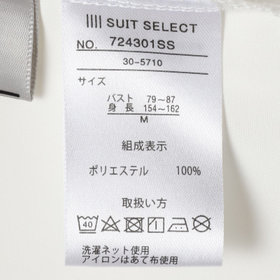 SUIT SELECT
NO. 724301SS
30-5710
サイズ
バスト 79~87
身長 154~162
M
組成表示
ポリエステル 100%
取扱い方
40
洗濯ネット使用
アイロンはあて布使用